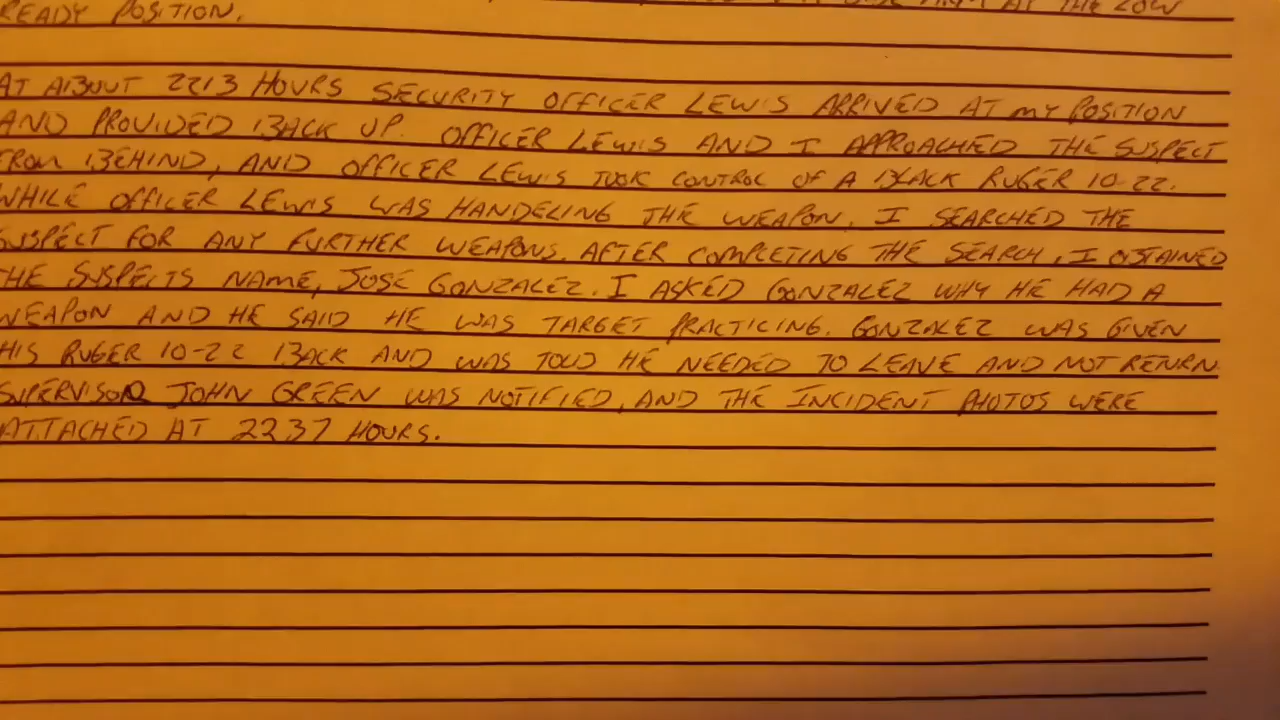 AT THE LOW
READY POSITION.
AT ABOUT 2213 HOURS SECURITY OFFICER LEWIS ARRIVED AT MY POSITION
AND PROVIDED BACK UP. OFFICER LEWIS AND I APPROACHED THE SUSPECT
FROM BEHIND, AND OFFICER LEWIS TOOK CONTROL OF A BLACK RUGER 10-22.
WHILE OFFICER LEWIS WAS HANDELING THE WEAPON, I SEARCHED THE
SUSPECT FOR ANY FURTHER WEAPONS. AFTER COMPLETING THE SEARCH, I OBTAINED
THE SUSPECTS NAME, JOSE GONZALEZ. I ASKED GONZALEZ WHY HE HAD A
WEAPON AND HE SAID HE WAS TARGET PRACTICING. GONZALEZ WAS GIVEN
HIS RUGER 10-22 BACK AND WAS TOLD HE NEEDED TO LEAVE AND NOT RETURN
SUPERVISOR JOHN GREEN WAS NOTIFIED, AND THE INCIDENT PHOTOS WERE
ATTACHED AT 2237 HOURS.